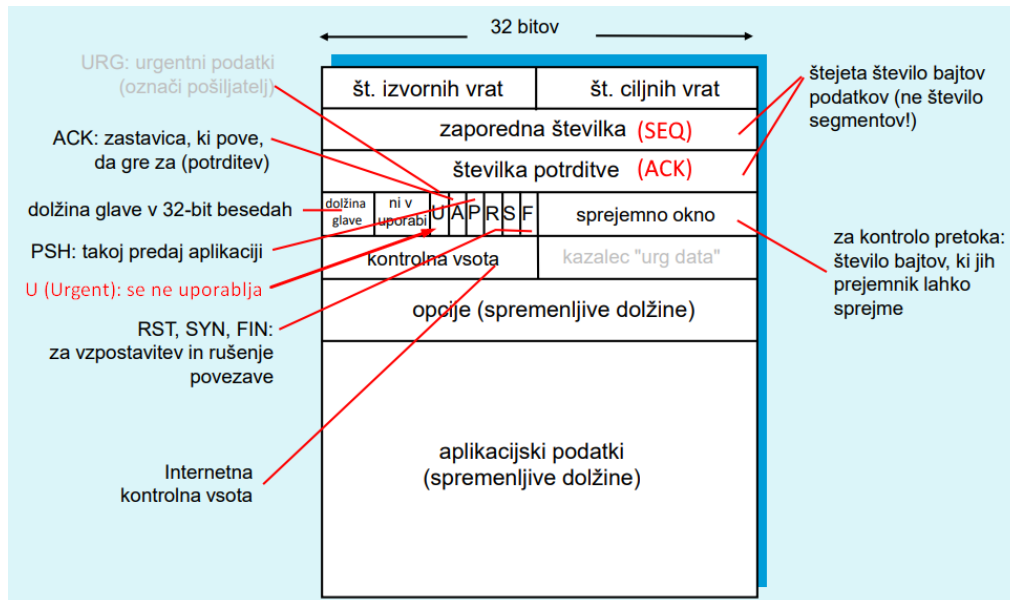 32 bitov
URG: urgentni podatki
(označi pošiljatelj)
ACK: zastavica, ki pove,
da gre za (potrditev)
dolžina glave v 32-bit besedah
PSH: takoj predaj aplikaciji
U (Urgent): se ne uporablja
RST, SYN, FIN:
za vzpostavitev in rušenje
povezave
Internetna
kontrolna vsota
št. izvornih vrat
št. ciljnih vrat
zaporedna številka (SEQ)
številka potrditve (ACK)
dolžina
glave
ni v
uporabi
U A P R S F
sprejemno okno
kontrolna vsota
kazalec "urg data"
opcije (spremenljive dolžine)
aplikacijski podatki
(spremenljive dolžine)
štejeta število bajtov
podatkov (ne število
segmentov!)
za kontrolo pretoka:
število bajtov, ki jih
prejemnik lahko
sprejme